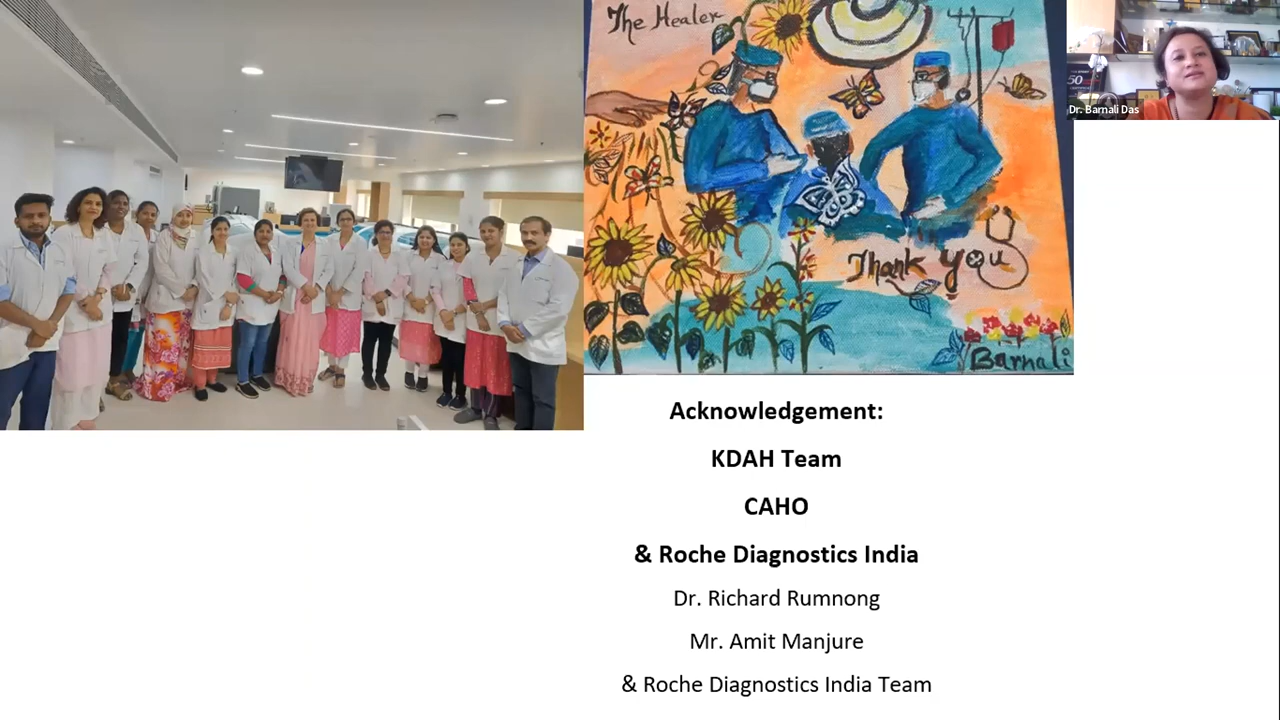 The Healer
Thank you
Barnali
50
Dr. Barnali Das
Acknowledgement:
KDAH Team
CAHO
& Roche Diagnostics India
Dr. Richard Rumnong
Mr. Amit Manjure
& Roche Diagnostics India Team